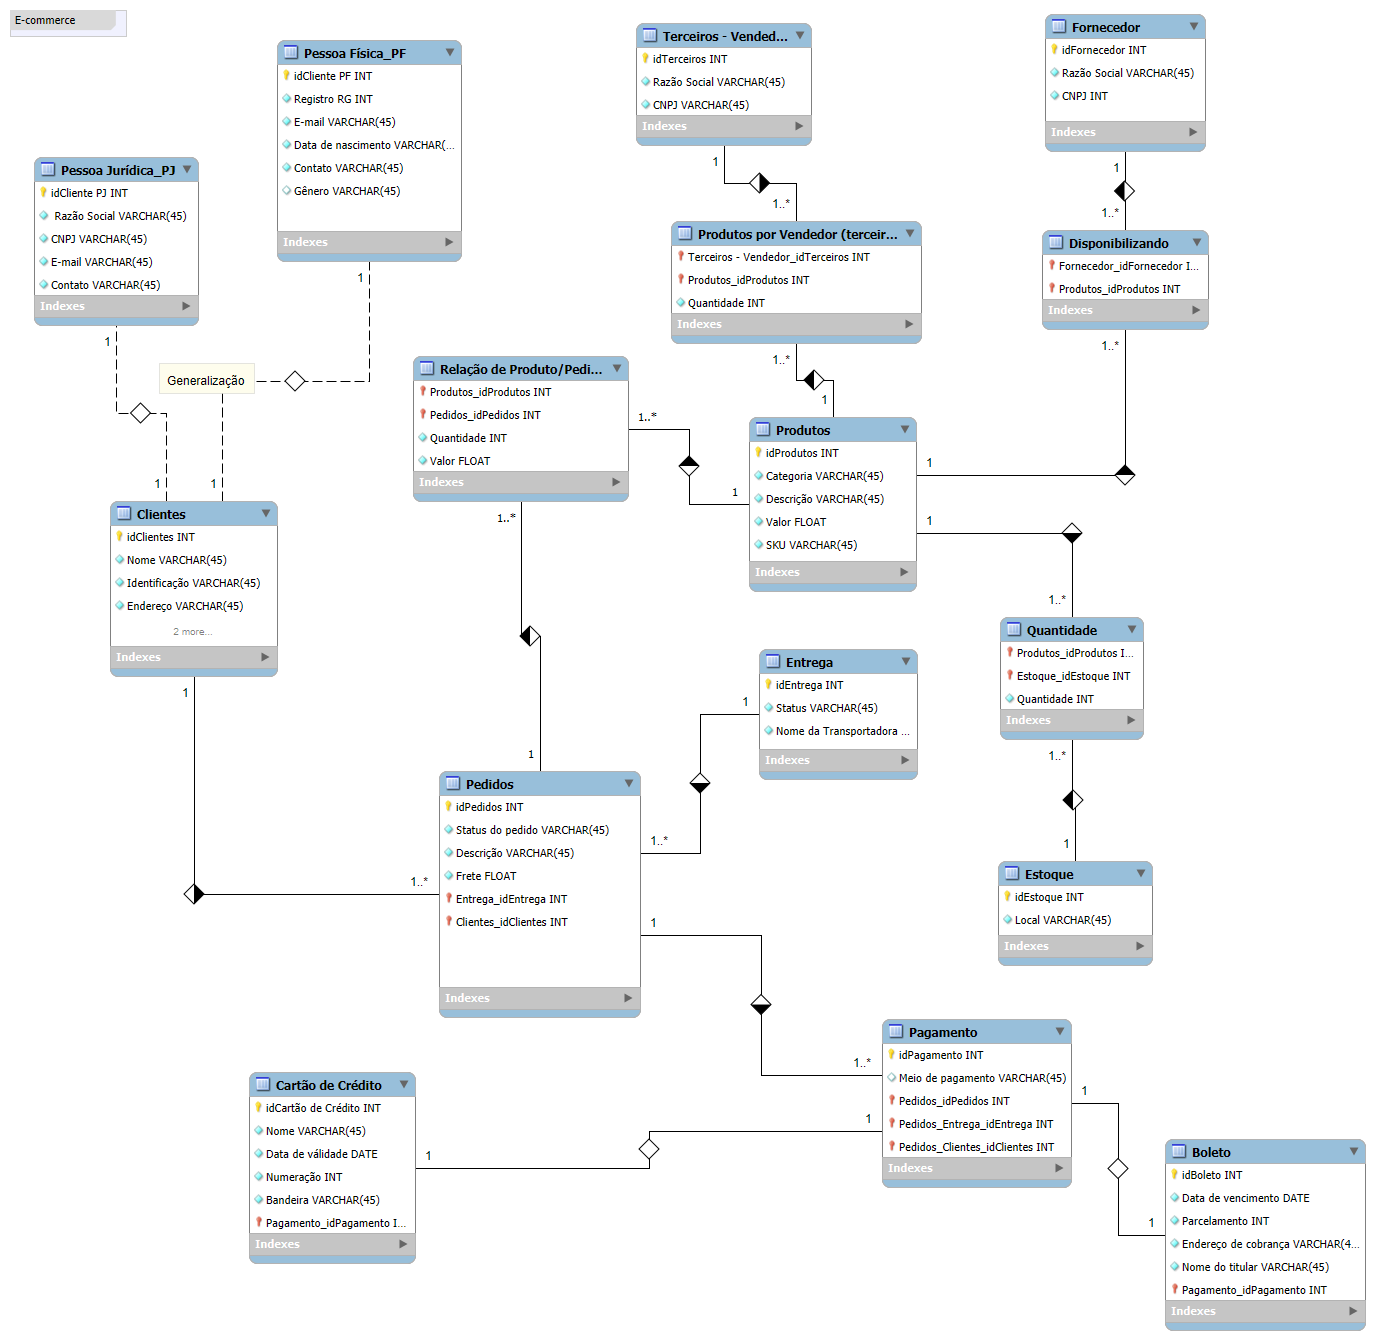 E-commerce
Pessoa Física_PF
idCliente PF INT
Registro RG INT
E-mail VARCHAR(45)
Data de nascimento VARCHAR(...
Contato VARCHAR(45)
Gênero VARCHAR(45)
Indexes
1
Pessoa Jurídica_PJ
idCliente PJ INT
Razão Social VARCHAR(45)
CNPJ VARCHAR(45)
E-mail VARCHAR(45)
Contato VARCHAR(45)
Indexes
1
Generalização
1
1
Clientes
idClientes INT
Nome VARCHAR(45)
Identificação VARCHAR(45)
Endereço VARCHAR(45)
2 more...
Indexes
1
1..*
Terceiros - Vended...
idTerceiros INT
Razão Social VARCHAR(45)
CNPJ VARCHAR(45)
Indexes
1
1..*
Produtos por Vendedor (terceir...
Terceiros - Vendedor_idTerceiros INT
Produtos_idProdutos INT
Quantidade INT
Indexes
1..*
1
Fornecedor
idFornecedor INT
Razão Social VARCHAR(45)
CNPJ INT
Indexes
1
1..*
Disponibilizando
Fornecedor_idFornecedor I...
Produtos_idProdutos INT
Indexes
1..*
1
Relação de Produto/Pedi...
Produtos_idProdutos INT
Pedidos_idPedidos INT
Quantidade INT
Valor FLOAT
Indexes
1..*
1
1..*
1
Produtos
idProdutos INT
Categoria VARCHAR(45)
Descrição VARCHAR(45)
Valor FLOAT
SKU VARCHAR(45)
Indexes
1
1..*
Quantidade
Produtos_idProdutos I...
Estoque_idEstoque INT
Quantidade INT
Indexes
1..*
1
Estoque
idEstoque INT
Local VARCHAR(45)
Indexes
Entrega
idEntrega INT
Status VARCHAR(45)
Nome da Transportadora ...
Indexes
1
1..*
Pedidos
idPedidos INT
Status do pedido VARCHAR(45)
Descrição VARCHAR(45)
Frete FLOAT
Entrega_idEntrega INT
Clientes_idClientes INT
Indexes
1
1..*
Pagamento
idPagamento INT
Meio de pagamento VARCHAR(45)
Pedidos_idPedidos INT
Pedidos_Entrega_idEntrega INT
Pedidos_Clientes_idClientes INT
Indexes
1
1
1
1
Cartão de Crédito
idCartão de Crédito INT
Nome VARCHAR(45)
Data de válidade DATE
Numeração INT
Bandeira VARCHAR(45)
Pagamento_idPagamento I...
Indexes
Boleto
idBoleto INT
Data de vencimento DATE
Parcelamento INT
Endereço de cobrança VARCHAR(4...
Nome do titular VARCHAR(45)
Pagamento_idPagamento INT
Indexes